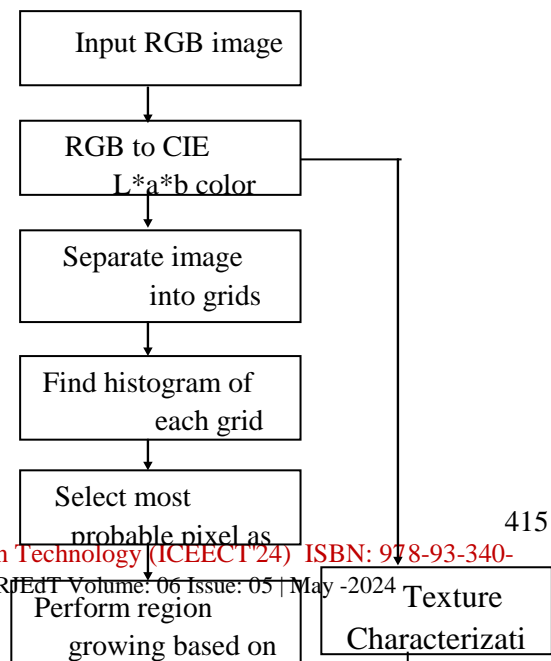 Input RGB image
RGB to CIE
L*a*b color
Separate image
into grids
Find histogram of
each grid
Select most
probable pixel as
415
n Technology (ICEECT'24) ISBN: 978-93-340-
RJEdT Volume: 06 Issue: 05 | May -2024
Perform region
growing based on
Texture
Characterizati